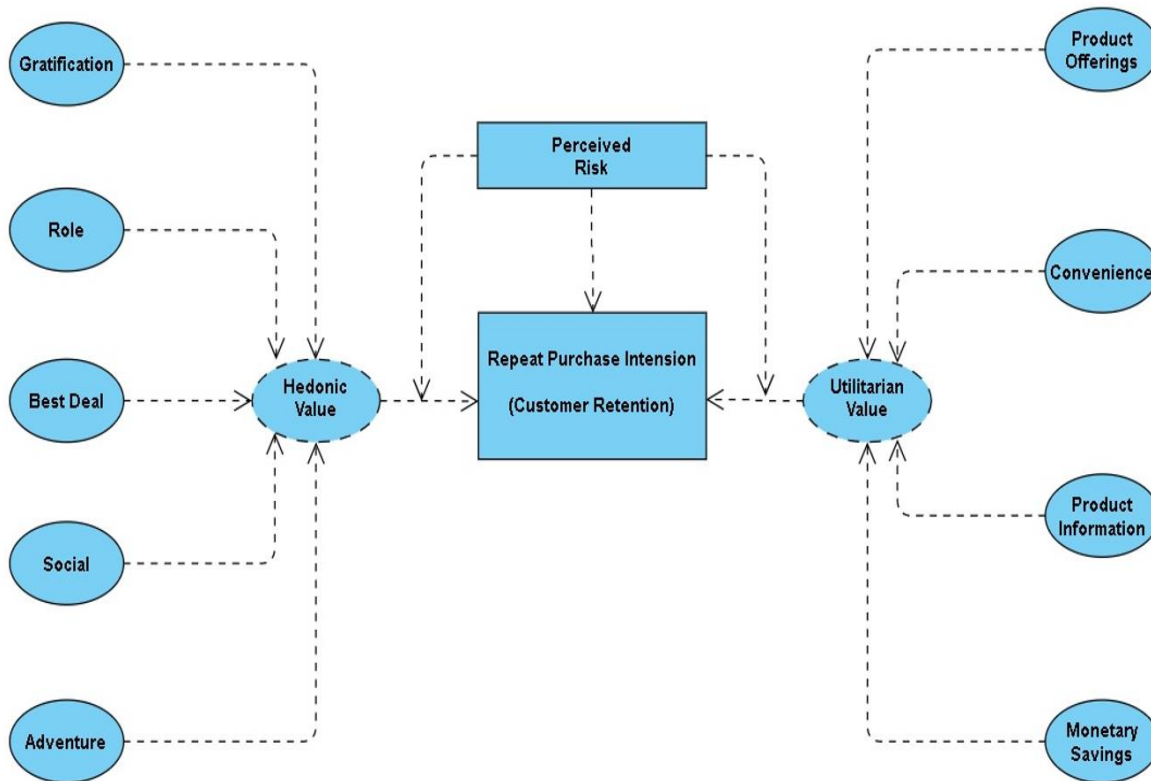 Gratification
Product
Offerings
Perceived
Risk
Role
Convenience
Repeat Purchase Intension
(Customer Retention)
Best Deal
Hedonic
Value
Utilitarian
Value
Social
Product
Information
Adventure
Monetary
Savings